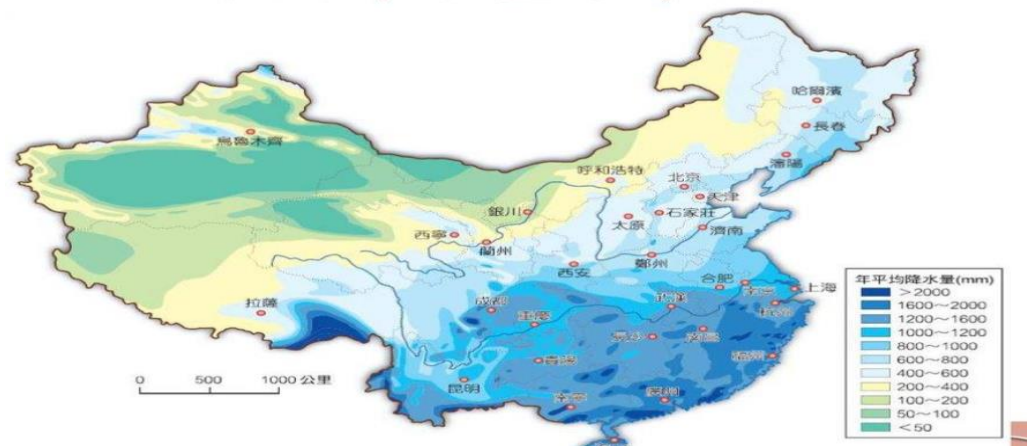 哈爾濱
長春
烏魯木齊
瀋陽
呼和浩特
北京
天津
銀川
太原
石家莊
西寧
濟南
蘭州
西安
鄭州
合肥
南京
上海
拉薩
成都
武漢
杭州
重慶
長沙
南昌
貴陽
福州
昆明
南寧
廣州
0 500 1000 公里
年平均降水量(mm)
>2000
1600～2000
1200～1600
1000～1200
800～1000
600～800
400～600
200～400
100～200
50～100
<50